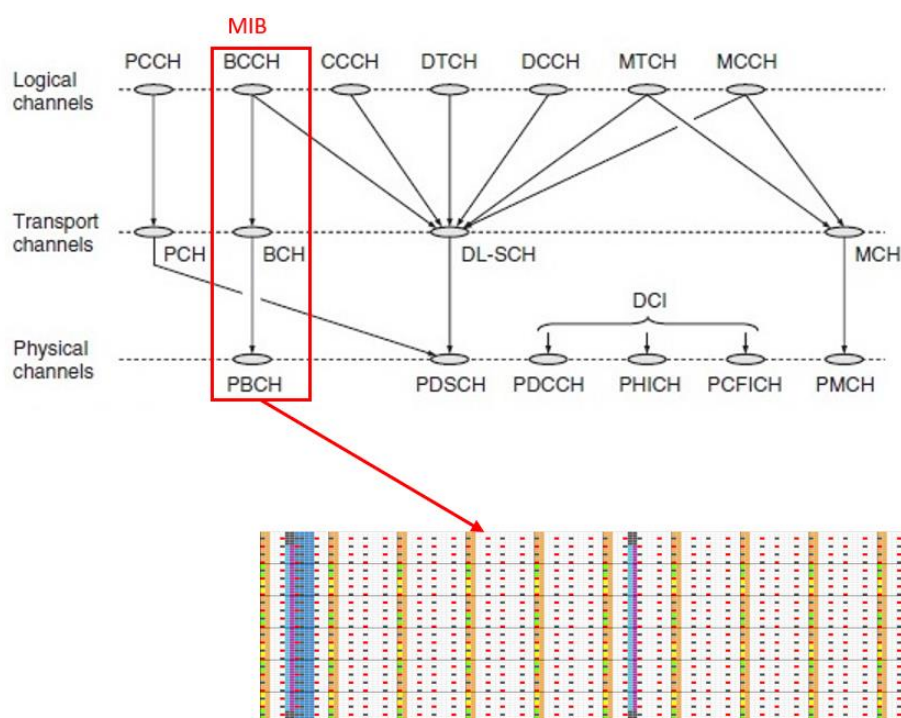 MIB
PCCH BCCH CCCH DTCH DCCH MTCH MCCH
Logical
channels
Transport
channels
PCH BCH DL-SCH MCH
DCI
Physical
channels
PBCH PDSCH PDCCH PHICH PCFICH PMCH